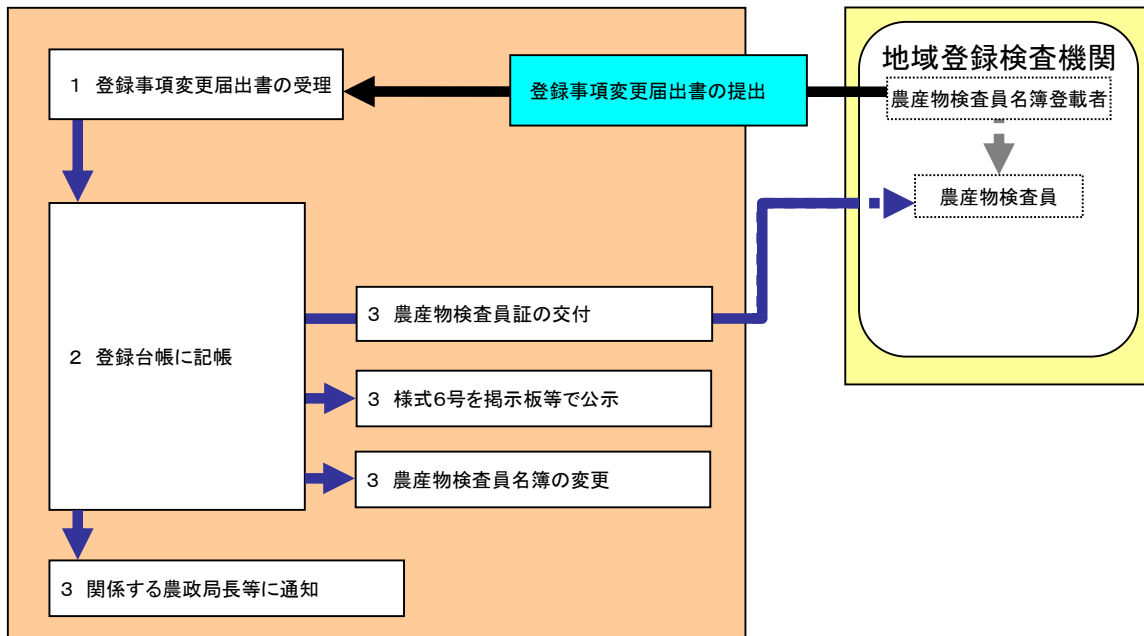 地域登録検査機関
１ 登録事項変更届出書の受理
登録事項変更届出書の提出
農産物検査員名簿登載者
農産物検査員
３ 農産物検査員証の交付
２ 登録台帳に記帳
３ 様式６号を掲示板等で公示
３ 農産物検査員名簿の変更
３ 関係する農政局長等に通知